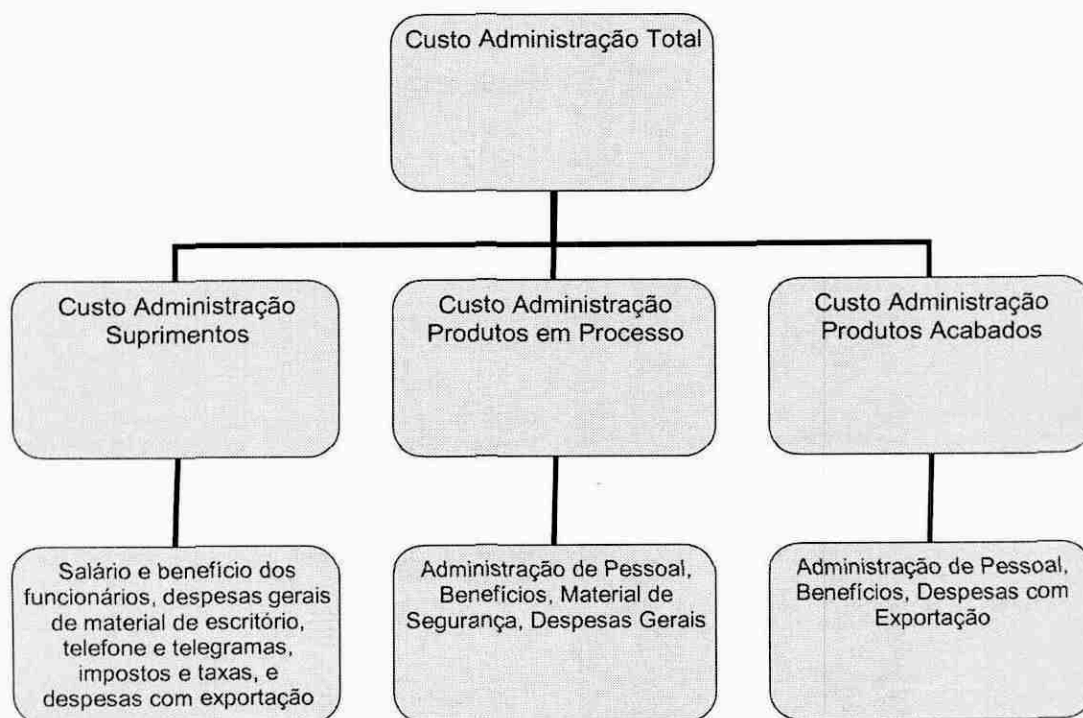 Custo Administração Total
Custo Administração
Suprimentos
Custo Administração
Produtos em Processo
Custo Administração
Produtos Acabados
Salário e benefício dos
funcionários, despesas gerais
de material de escritório,
telefone e telegramas,
impostos e taxas, e
despesas com exportação
Administração de Pessoal,
Benefícios, Material de
Segurança, Despesas Gerais
Administração de Pessoal,
Benefícios, Despesas com
Exportação